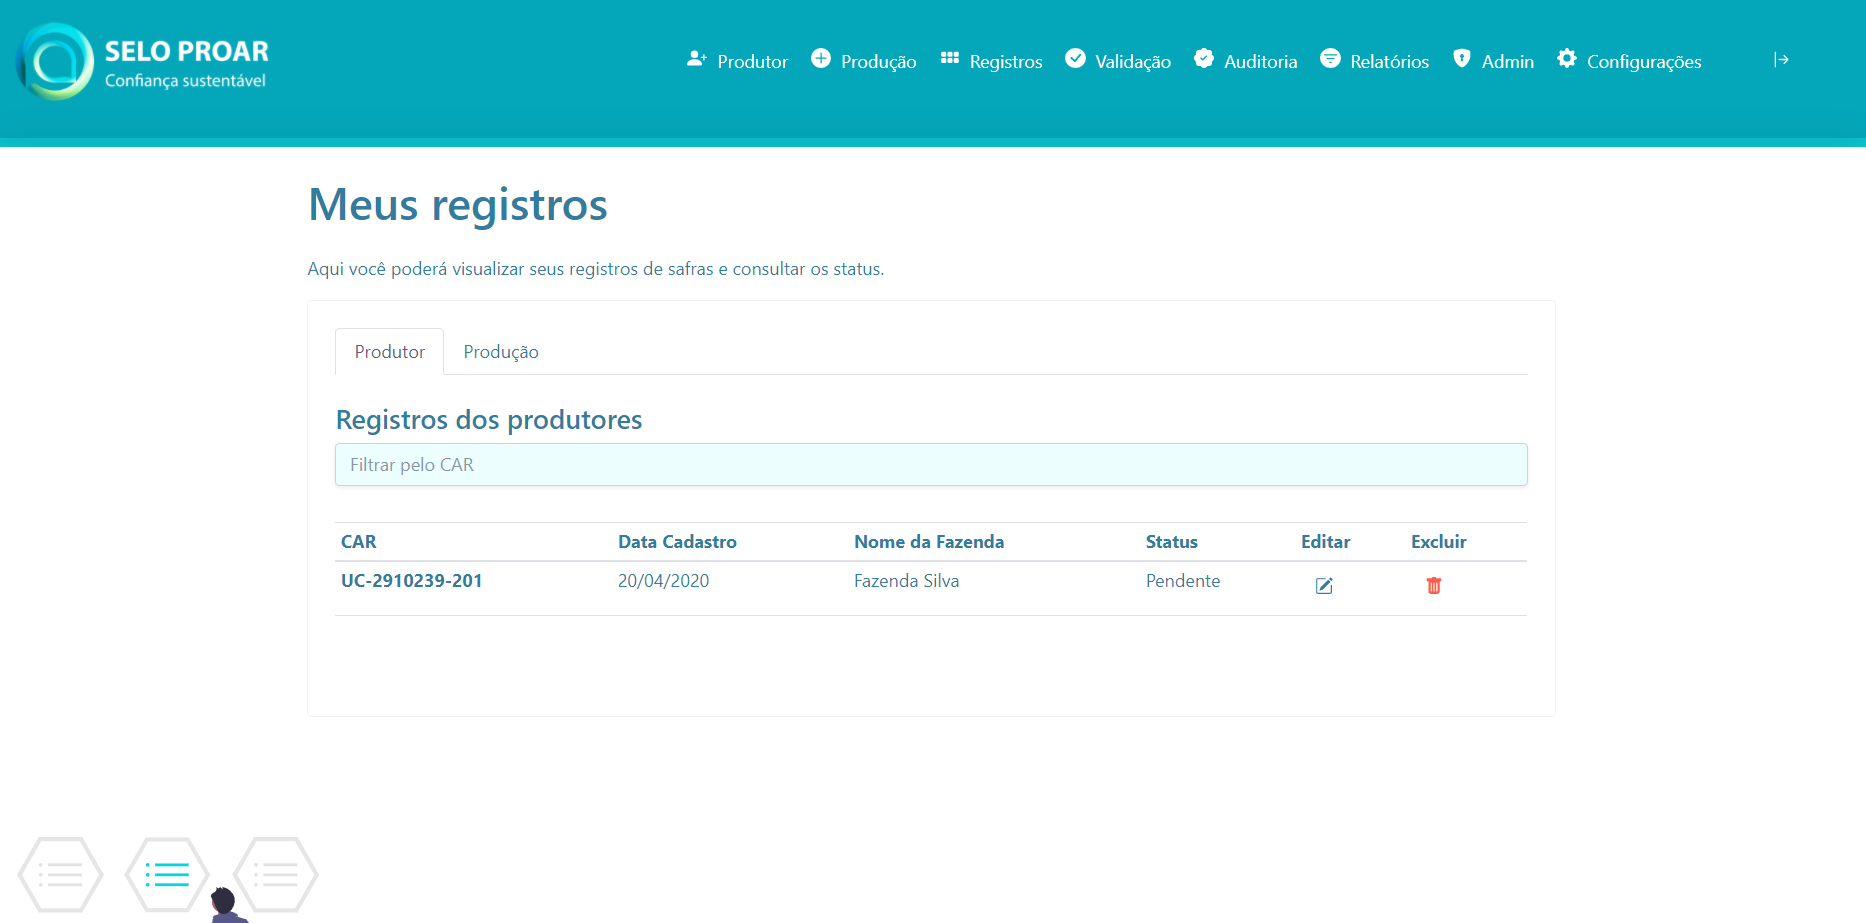 SELO PROAR
Confiança sustentável
Produtor Produção Registros Validação Auditoria Relatórios Admin Configurações
Meus registros
Aqui você poderá visualizar seus registros de safras e consultar os status.
Produtor Produção
Registros dos produtores
Filtrar pelo CAR
CAR Data Cadastro Nome da Fazenda Status Editar Excluir
UC-2910239-201 20/04/2020 Fazenda Silva Pendente